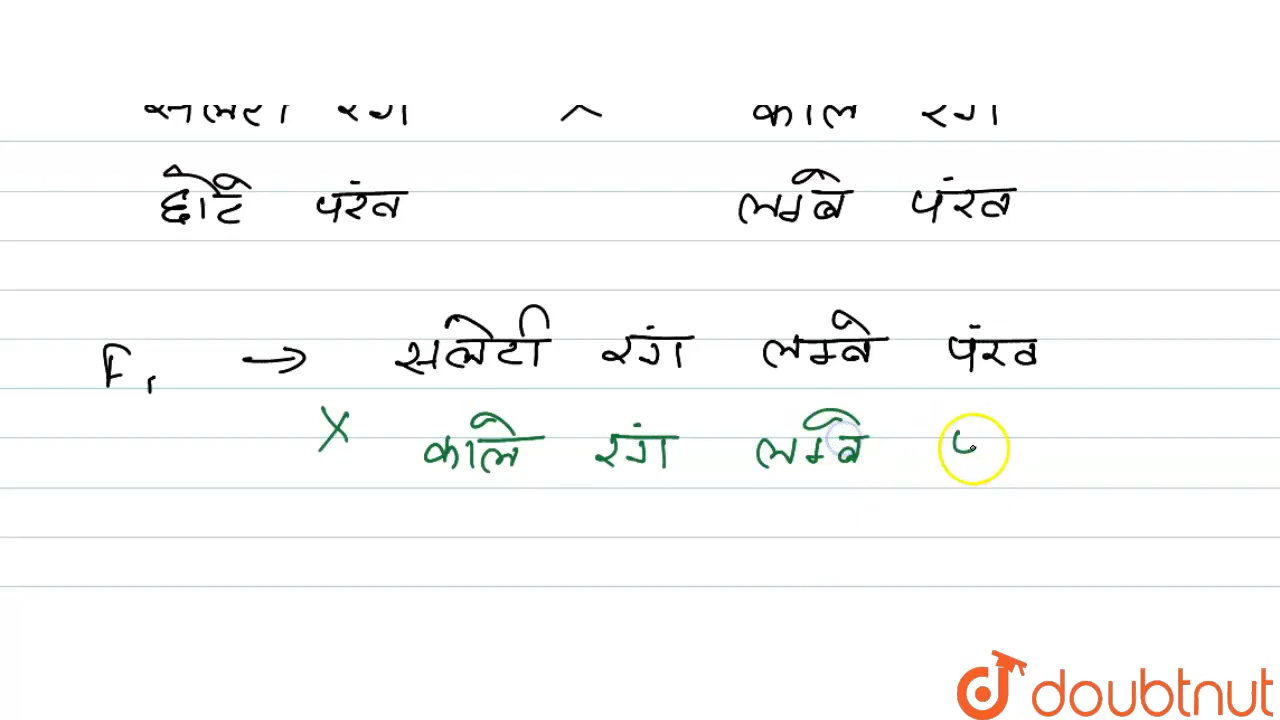 रंग काले रंग
छोटे पंख लम्बे पंख
F₁ → सलेटी रंग लम्बे पंख
X काले रंग लम्बे
doubtnut